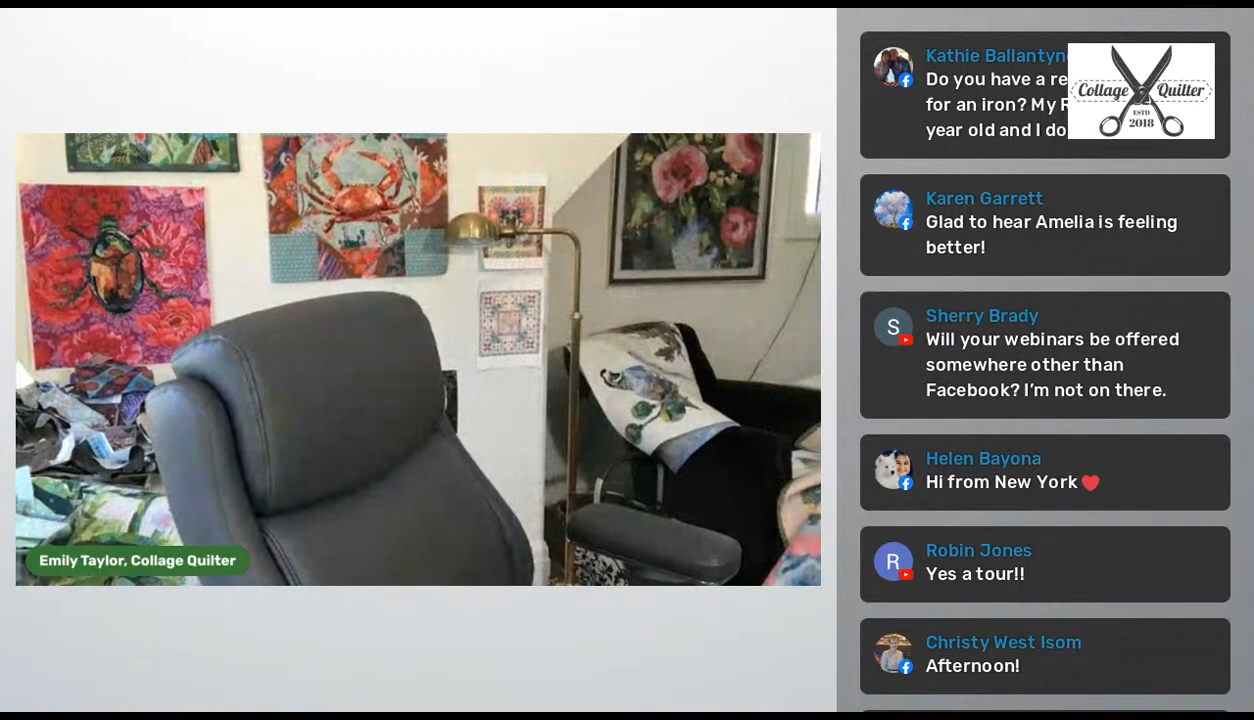 Emily Taylor, Collage Quilter
Kathie Ballantyn
Do you have a re
for an iron? My
year old and I do
Collage Quilter
ESTD
2018
Karen Garrett
Glad to hear Amelia is feeling
better!
S
Sherry Brady
Will your webinars be offered
somewhere other than
Facebook? I’m not on there.
Helen Bayona
Hi from New York ❤️
R
Robin Jones
Yes a tour!!
Christy West Isom
Afternoon!